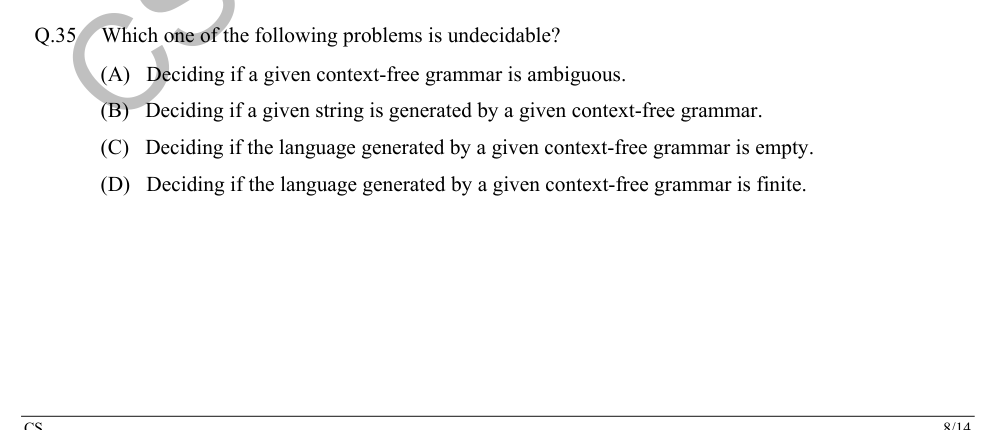 CS
Q.35 Which one of the following problems is undecidable?
(A) Deciding if a given context-free grammar is ambiguous.
(B) Deciding if a given string is generated by a given context-free grammar.
(C) Deciding if the language generated by a given context-free grammar is empty.
(D) Deciding if the language generated by a given context-free grammar is finite.
CS 8/14